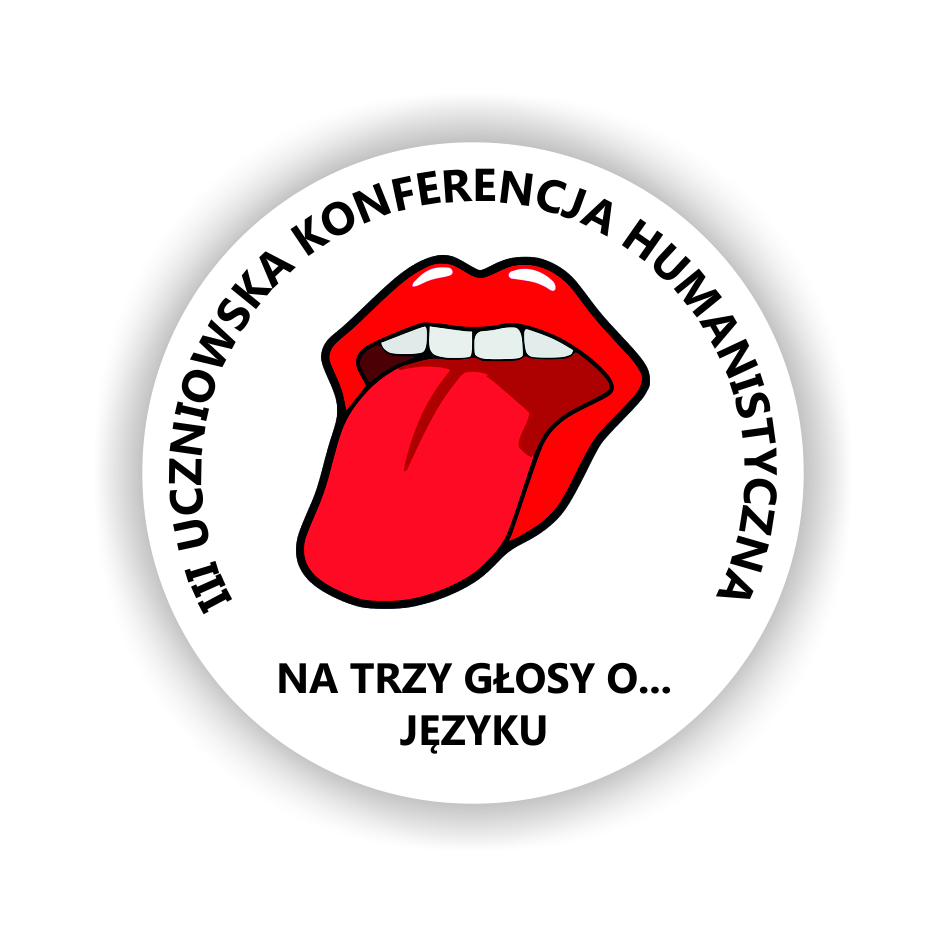 III UCZNIOWSKA KONFERENCJA HUMANISTYCZNA
NA TRZY GŁOSY O...
JĘZYKU